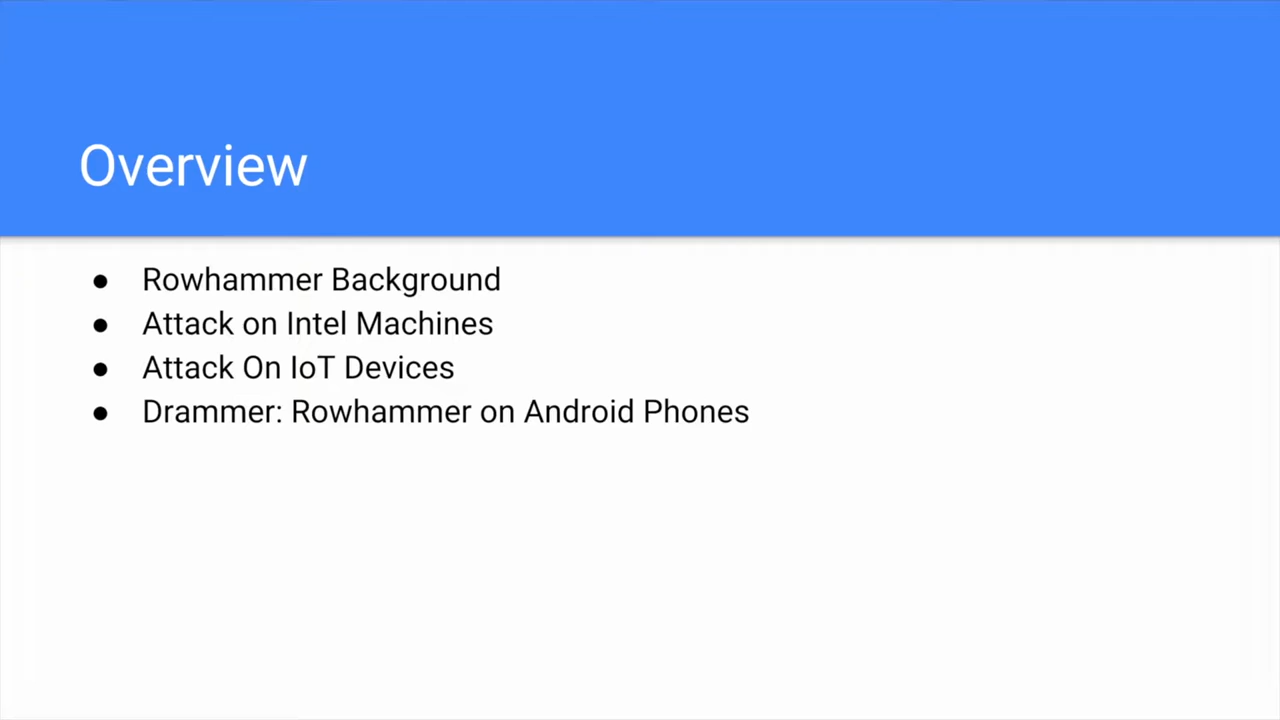 Overview
● Rowhammer Background
● Attack on Intel Machines
● Attack On IoT Devices
● Drammer: Rowhammer on Android Phones